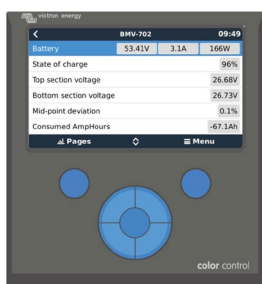 victron energy
BMV-702 09:49
Battery 53.41V 3.1A 166W
State of charge 96%
Top section voltage 26.68V
Bottom section voltage 26.73V
Mid-point deviation 0.1%
Consumed AmpHours -67.1Ah
Pages Menu
color control